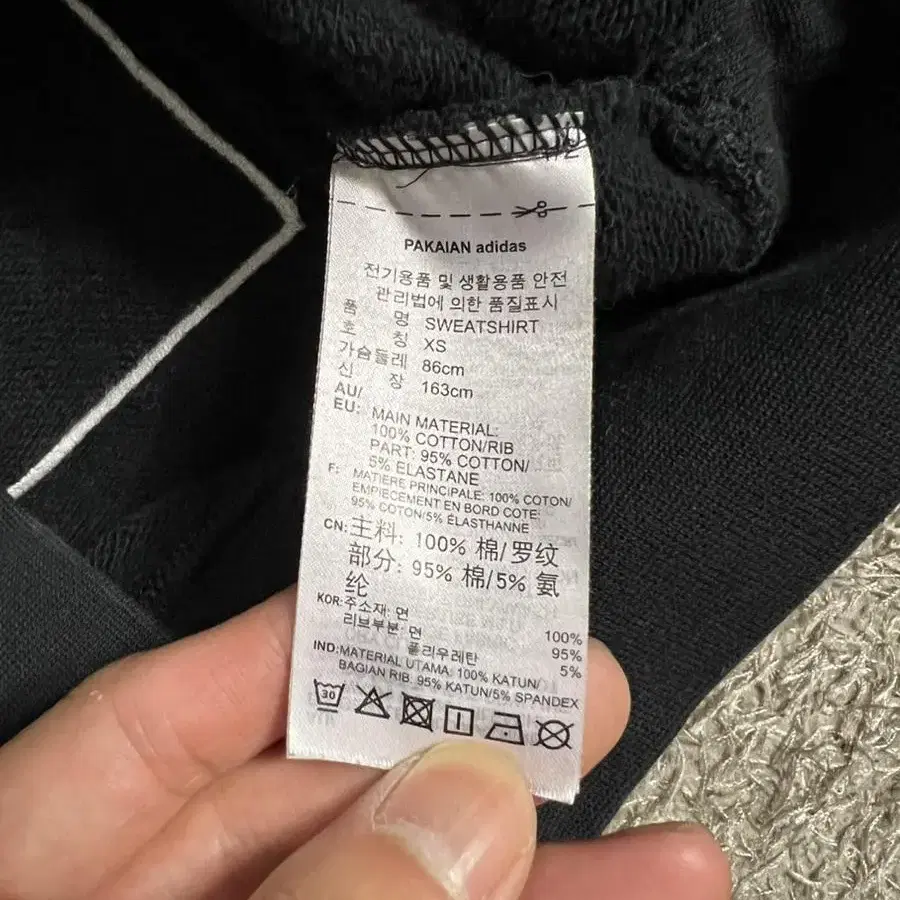 PAKAIAN adidas
전기용품 및 생활용품 안전
관리법에 의한 품질표시
품 명 SWEATSHIRT
호 칭 XS
가슴둘레 86cm
신 장 163cm
AU/
EU: MAIN MATERIAL:
100% COTTON/RIB
PART: 95% COTTON/
5% ELASTANE
F: MATIÈRE PRINCIPALE: 100% COTON/
EMPIECEMENT EN BORD COTE:
95% COTON/5% ÉLASTHANNE
CN: 主料: 100% 棉/罗纹
部分: 95% 棉/5% 氨
纶
KOR: 주소재: 면 100%
리브부분: 면 95%
폴리우레탄 5%
IND: MATERIAL UTAMA: 100% KATUN/
BAGIAN RIB: 95% KATUN/5% SPANDEX
30